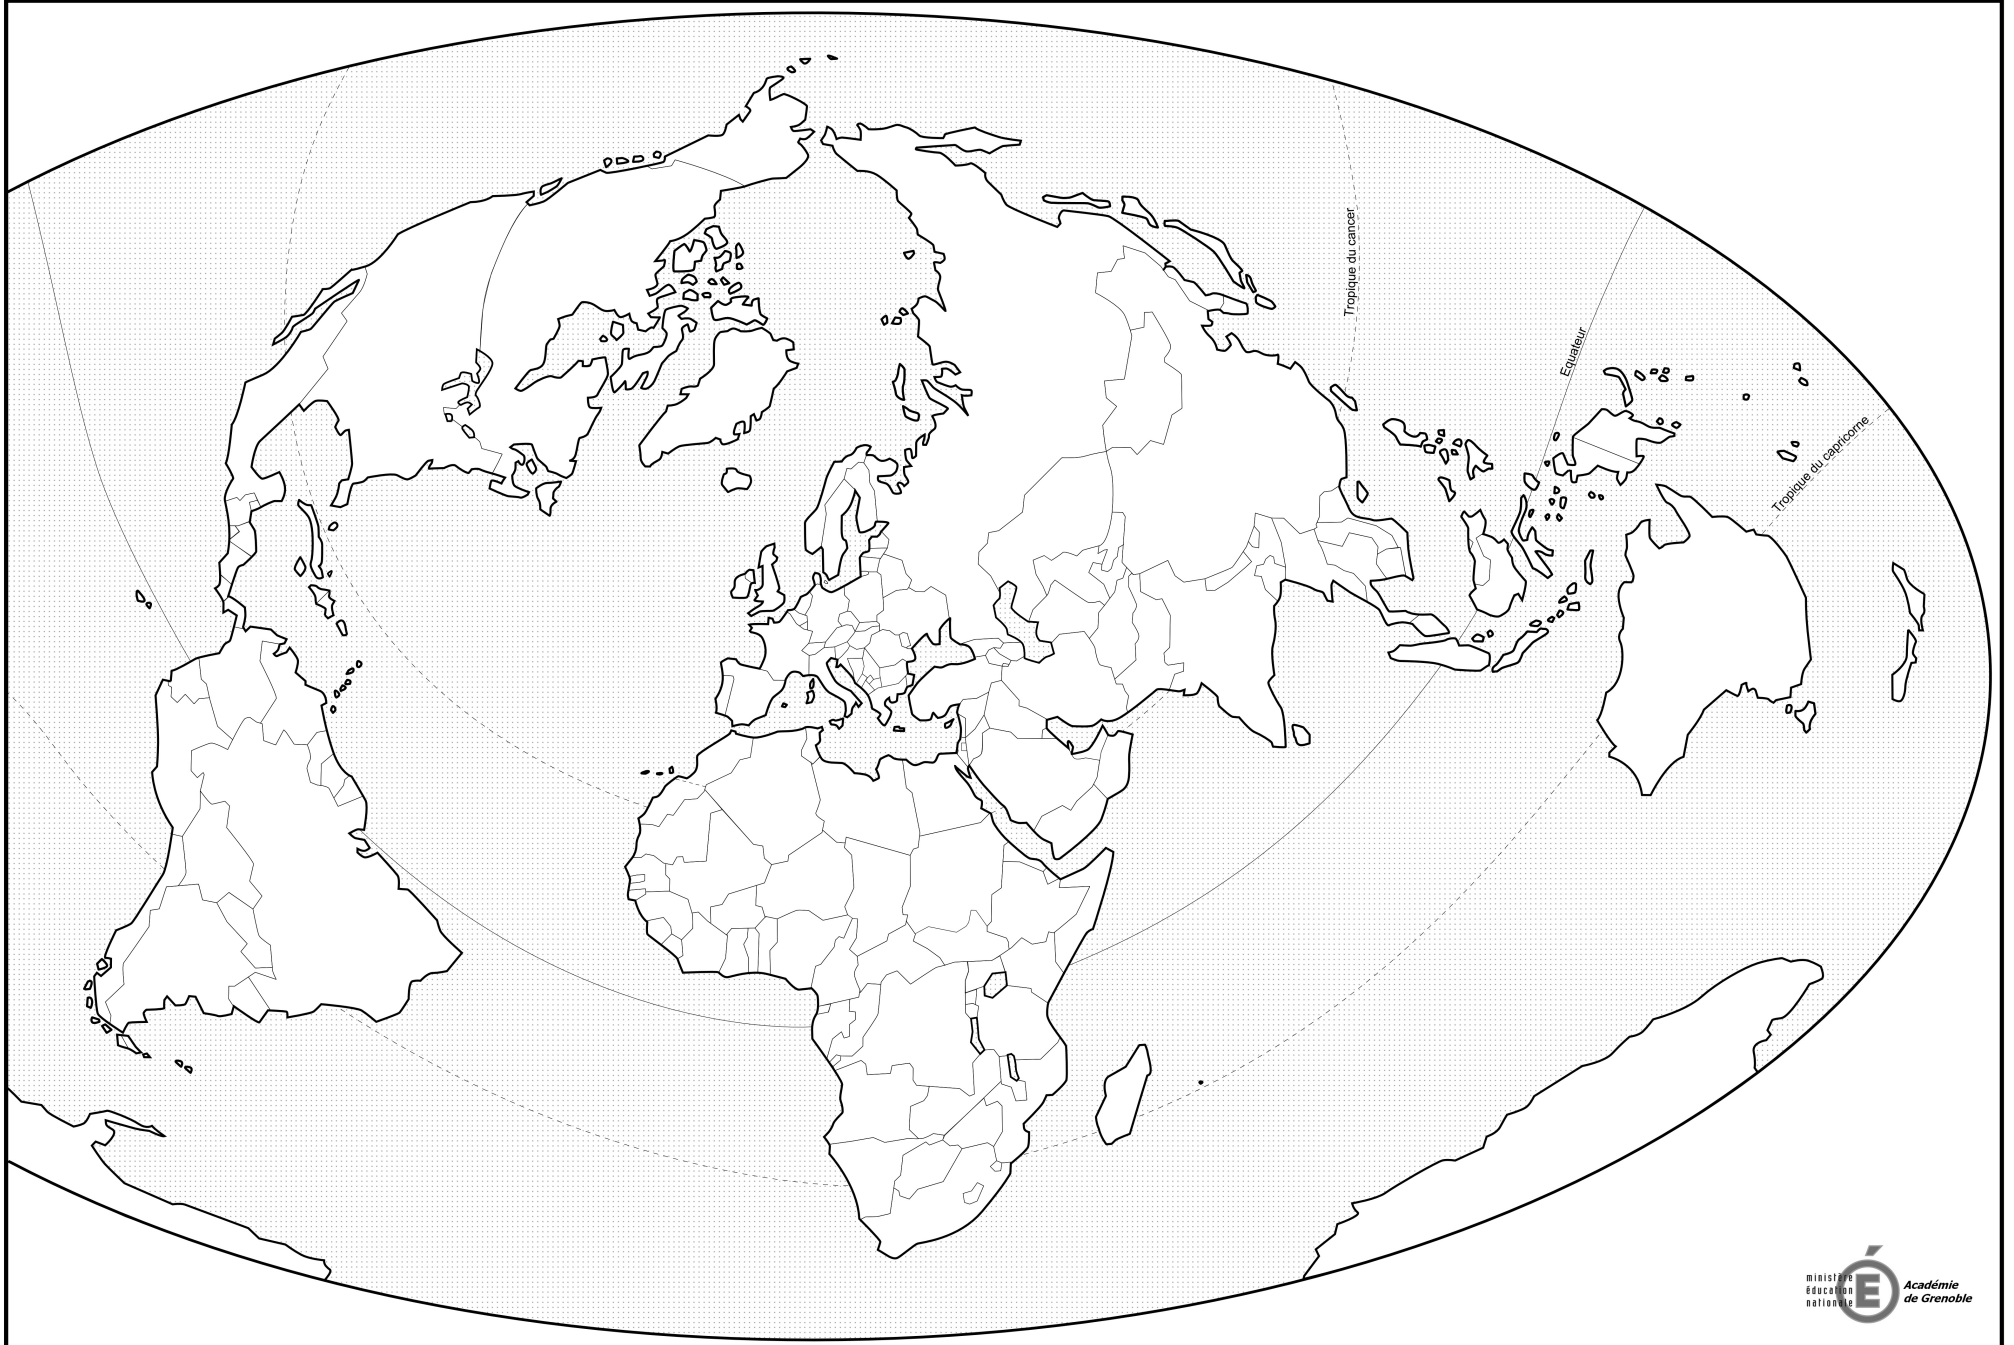 Tropique du cancer
Equateur
Tropique du capricorne
ministère
éducation
nationale
É
Académie
de Grenoble